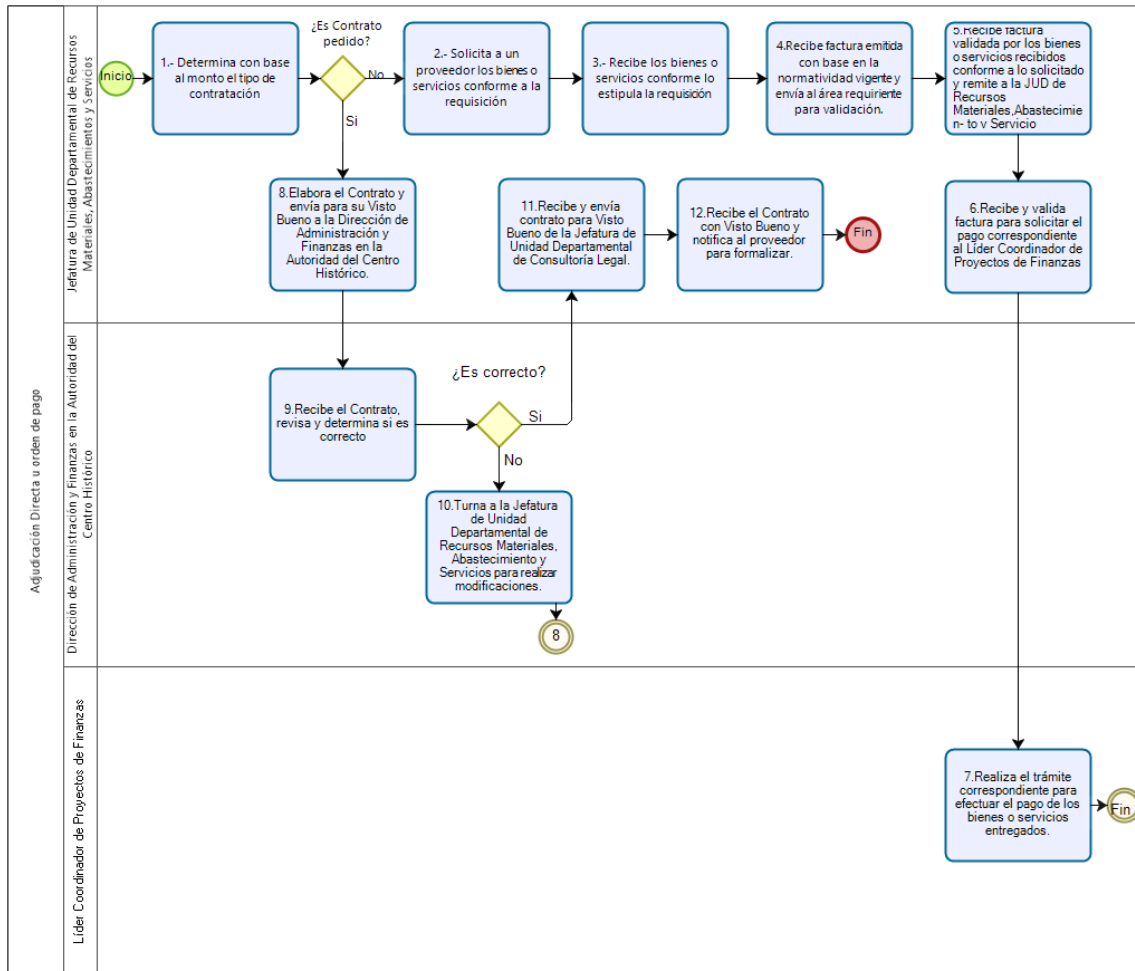 Adjudicación Directa u orden de pago
Jefatura de Unidad Departamental de Recursos
Materiales, Abastecimientos y Servicios
Inicio
1.- Determina con base
al monto el tipo de
contratación
¿Es Contrato
pedido?
No
Si
2.- Solicita a un
proveedor los bienes o
servicios conforme a la
requisición
3.- Recibe los bienes o
servicios conforme lo
estipula la requisición
4.Recibe factura emitida
con base en la
normatividad vigente y
envía al área requiriente
para validación.
5.Recibe factura
validada por los bienes
o servicios recibidos
conforme a lo solicitado
y remite a la JUD de
Recursos
Materiales,Abastecimien-
to y Servicio
8.Elabora el Contrato y
envía para su Visto
Bueno a la Dirección de
Administración y
Finanzas en la
Autoridad del Centro
Histórico.
11.Recibe y envía
contrato para Visto
Bueno de la Jefatura de
Unidad Departamental
de Consultoría Legal.
12.Recibe el Contrato
con Visto Bueno y
notifica al proveedor
para formalizar.
Fin
6.Recibe y valida
factura para solicitar el
pago correspondiente
al Líder Coordinador de
Proyectos de Finanzas
Dirección de Administración y Finanzas en la Autoridad del
Centro Histórico
9.Recibe el Contrato,
revisa y determina si es
correcto
¿Es correcto?
Si
No
10.Turna a la Jefatura
de Unidad
Departamental de
Recursos Materiales,
Abastecimiento y
Servicios para realizar
modificaciones.
8
Líder Coordinador de Proyectos de Finanzas
7.Realiza el trámite
correspondiente para
efectuar el pago de los
bienes o servicios
entregados.
Fin